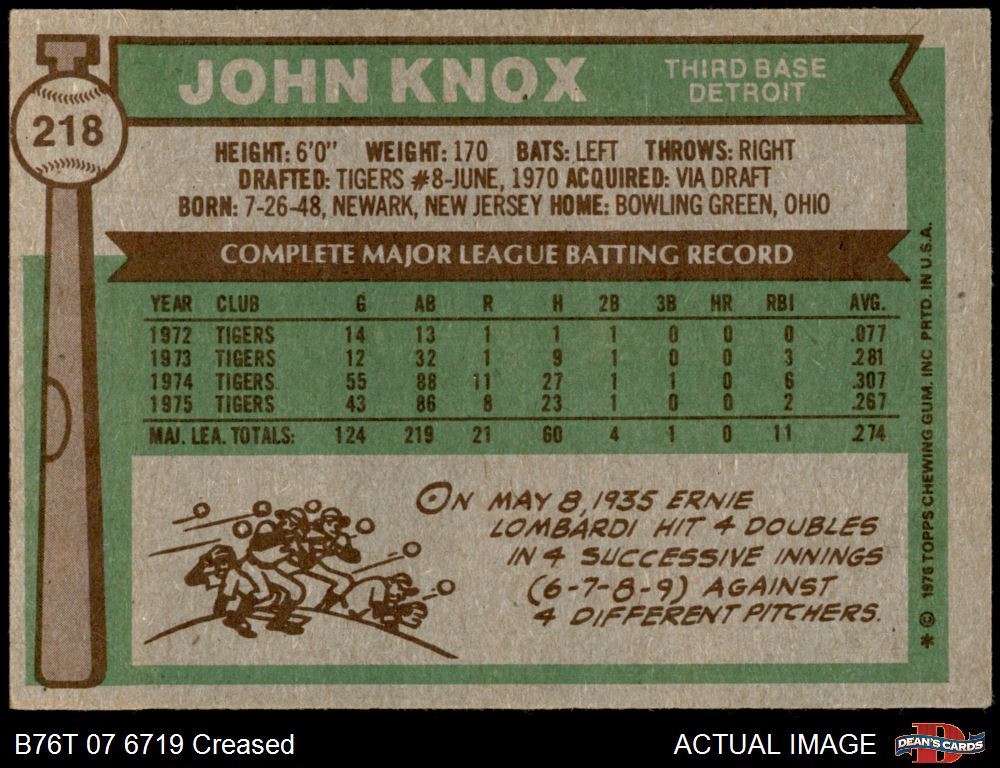 218
JOHN KNOX
THIRD BASE
DETROIT
HEIGHT: 6'0" WEIGHT: 170 BATS: LEFT THROWS: RIGHT
DRAFTED: TIGERS #8-JUNE, 1970 ACQUIRED: VIA DRAFT
BORN: 7-26-48, NEWARK, NEW JERSEY HOME: BOWLING GREEN, OHIO
COMPLETE MAJOR LEAGUE BATTING RECORD
YEAR CLUB G AB R H 2B 3B HR RBI AVG.
1972 TIGERS 14 13 1 1 1 0 0 0 .077
1973 TIGERS 12 32 1 9 1 0 0 3 .281
1974 TIGERS 55 88 11 27 1 1 0 6 .307
1975 TIGERS 43 86 8 23 1 0 0 2 .267
MAJ. LEA. TOTALS: 124 219 21 60 4 1 0 11 .274
ON MAY 8, 1935 ERNIE
LOMBARDI HIT 4 DOUBLES
IN 4 SUCCESSIVE INNINGS
(6-7-8-9) AGAINST
4 DIFFERENT PITCHERS.
* © 1976 TOPPS CHEWING GUM, INC PRTD. IN U.S.A.
B76T 07 6719 Creased
ACTUAL IMAGE
DEAN'S CARDS